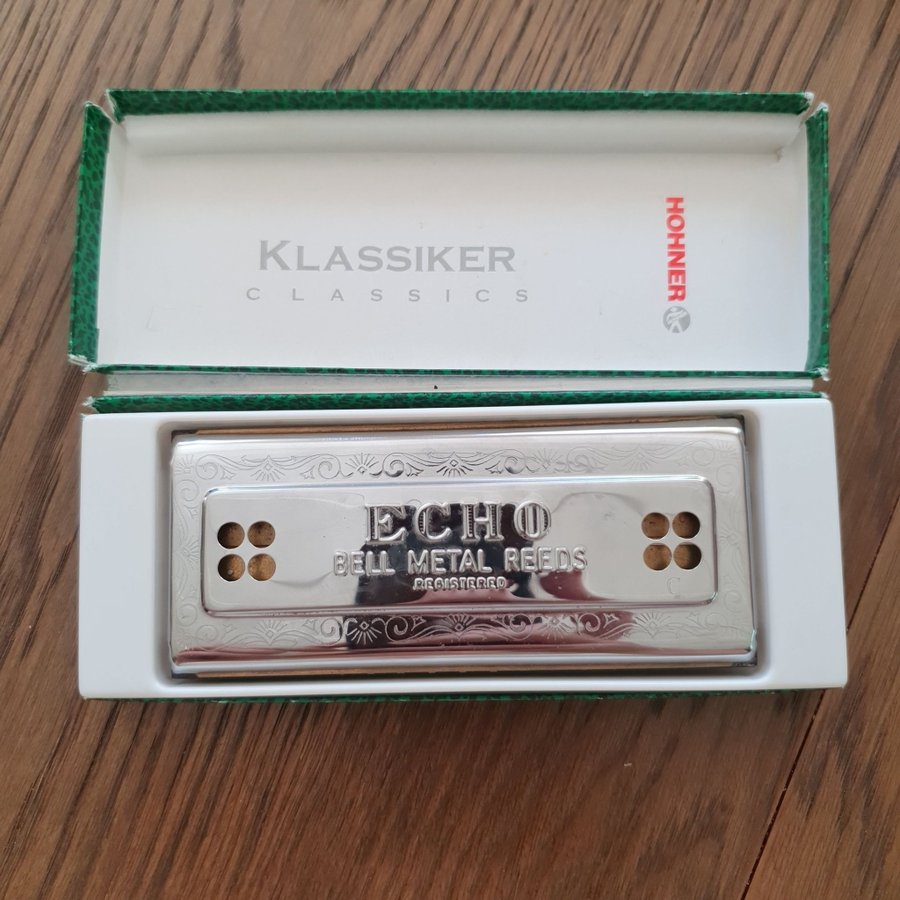 KLASSIKER
CLASSICS
HOHNER
ECHO
BELL METAL REEDS
REGISTERED
C